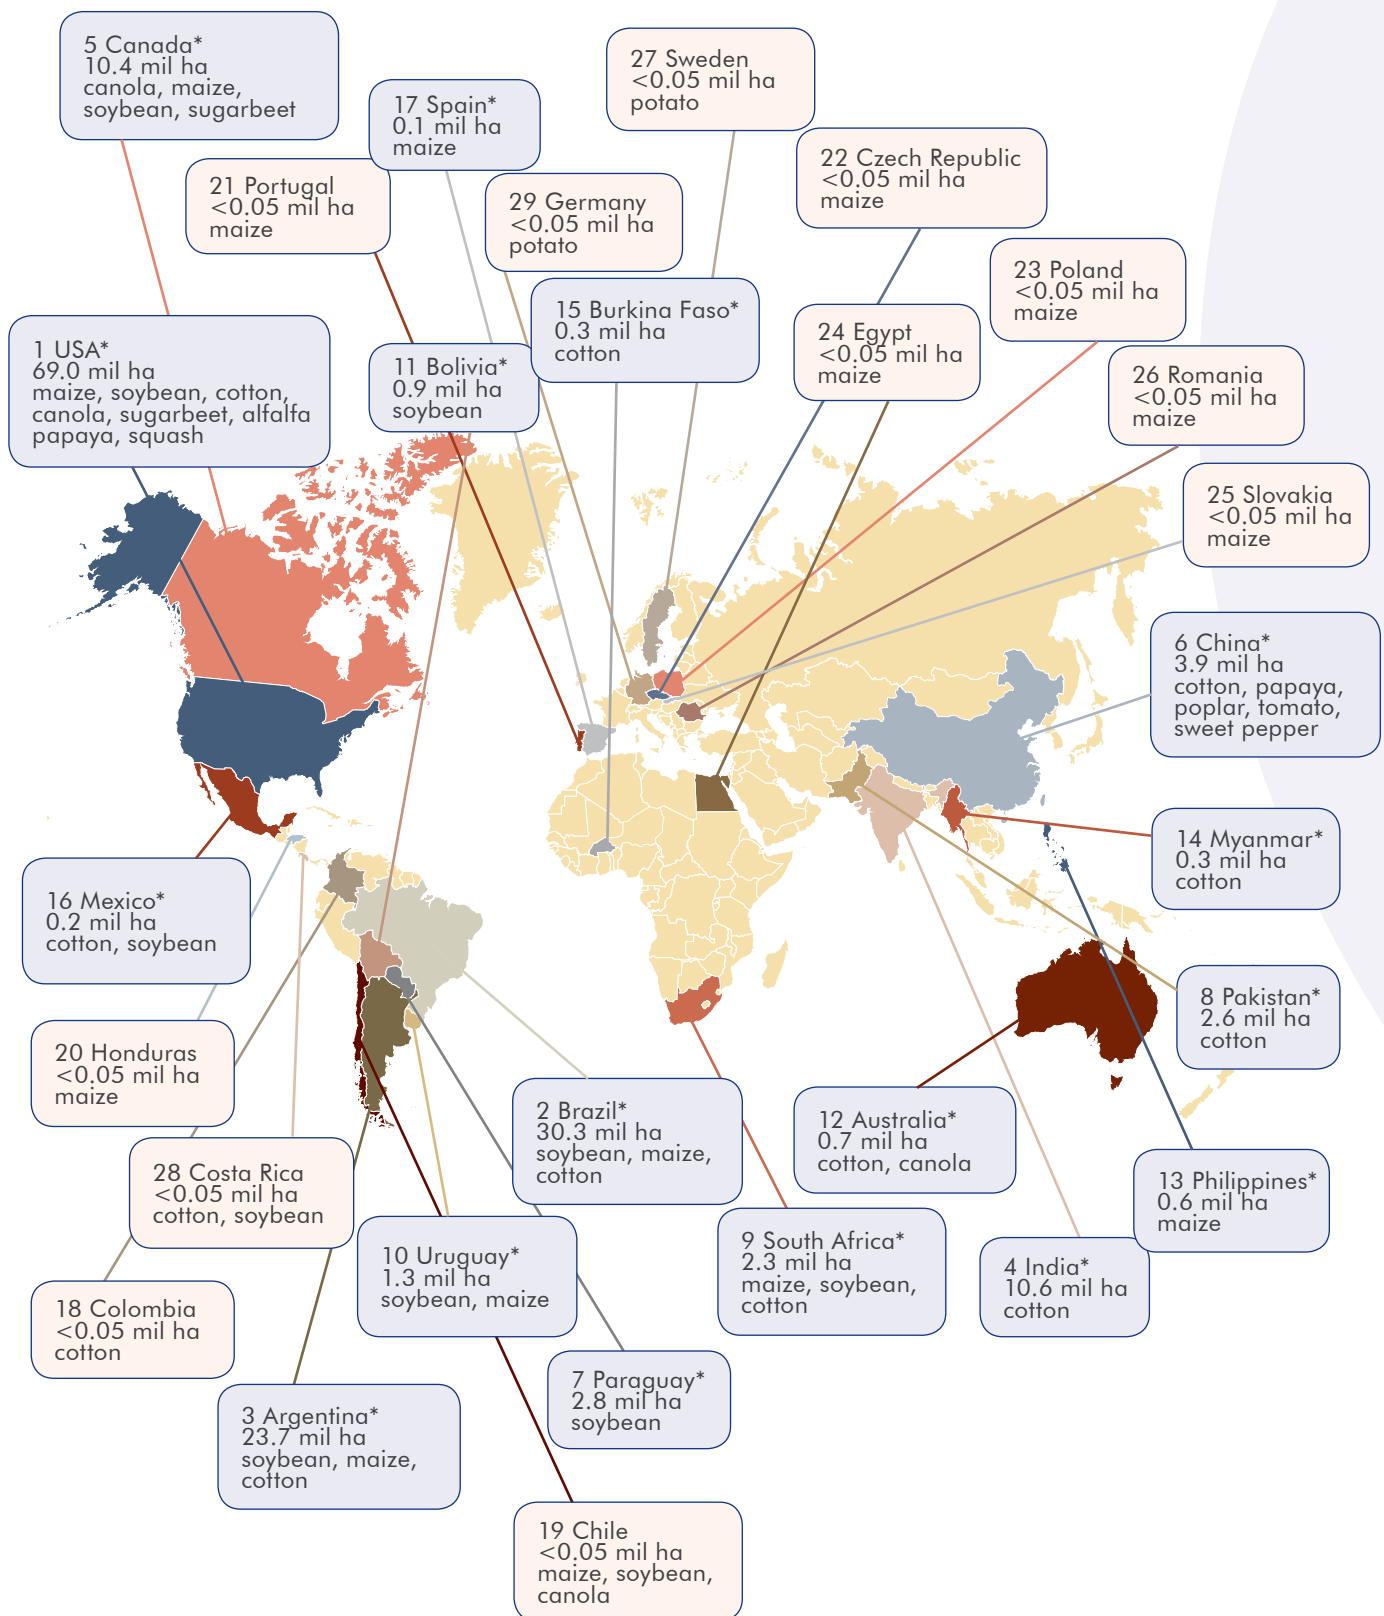 5 Canada*
10.4 mil ha
canola, maize,
soybean, sugarbeet
27 Sweden
<0.05 mil ha
potato
17 Spain*
0.1 mil ha
maize
22 Czech Republic
<0.05 mil ha
maize
21 Portugal
<0.05 mil ha
maize
29 Germany
<0.05 mil ha
potato
23 Poland
<0.05 mil ha
maize
15 Burkina Faso*
0.3 mil ha
cotton
24 Egypt
<0.05 mil ha
maize
1 USA*
69.0 mil ha
maize, soybean, cotton,
canola, sugarbeet, alfalfa
papaya, squash
11 Bolivia*
0.9 mil ha
soybean
26 Romania
<0.05 mil ha
maize
25 Slovakia
<0.05 mil ha
maize
6 China*
3.9 mil ha
cotton, papaya,
poplar, tomato,
sweet pepper
14 Myanmar*
0.3 mil ha
cotton
16 Mexico*
0.2 mil ha
cotton, soybean
8 Pakistan*
2.6 mil ha
cotton
20 Honduras
<0.05 mil ha
maize
2 Brazil*
30.3 mil ha
soybean, maize,
cotton
12 Australia*
0.7 mil ha
cotton, canola
28 Costa Rica
<0.05 mil ha
cotton, soybean
13 Philippines*
0.6 mil ha
maize
10 Uruguay*
1.3 mil ha
soybean, maize
9 South Africa*
2.3 mil ha
maize, soybean,
cotton
4 India*
10.6 mil ha
cotton
18 Colombia
<0.05 mil ha
cotton
7 Paraguay*
2.8 mil ha
soybean
3 Argentina*
23.7 mil ha
soybean, maize,
cotton
19 Chile
<0.05 mil ha
maize, soybean,
canola